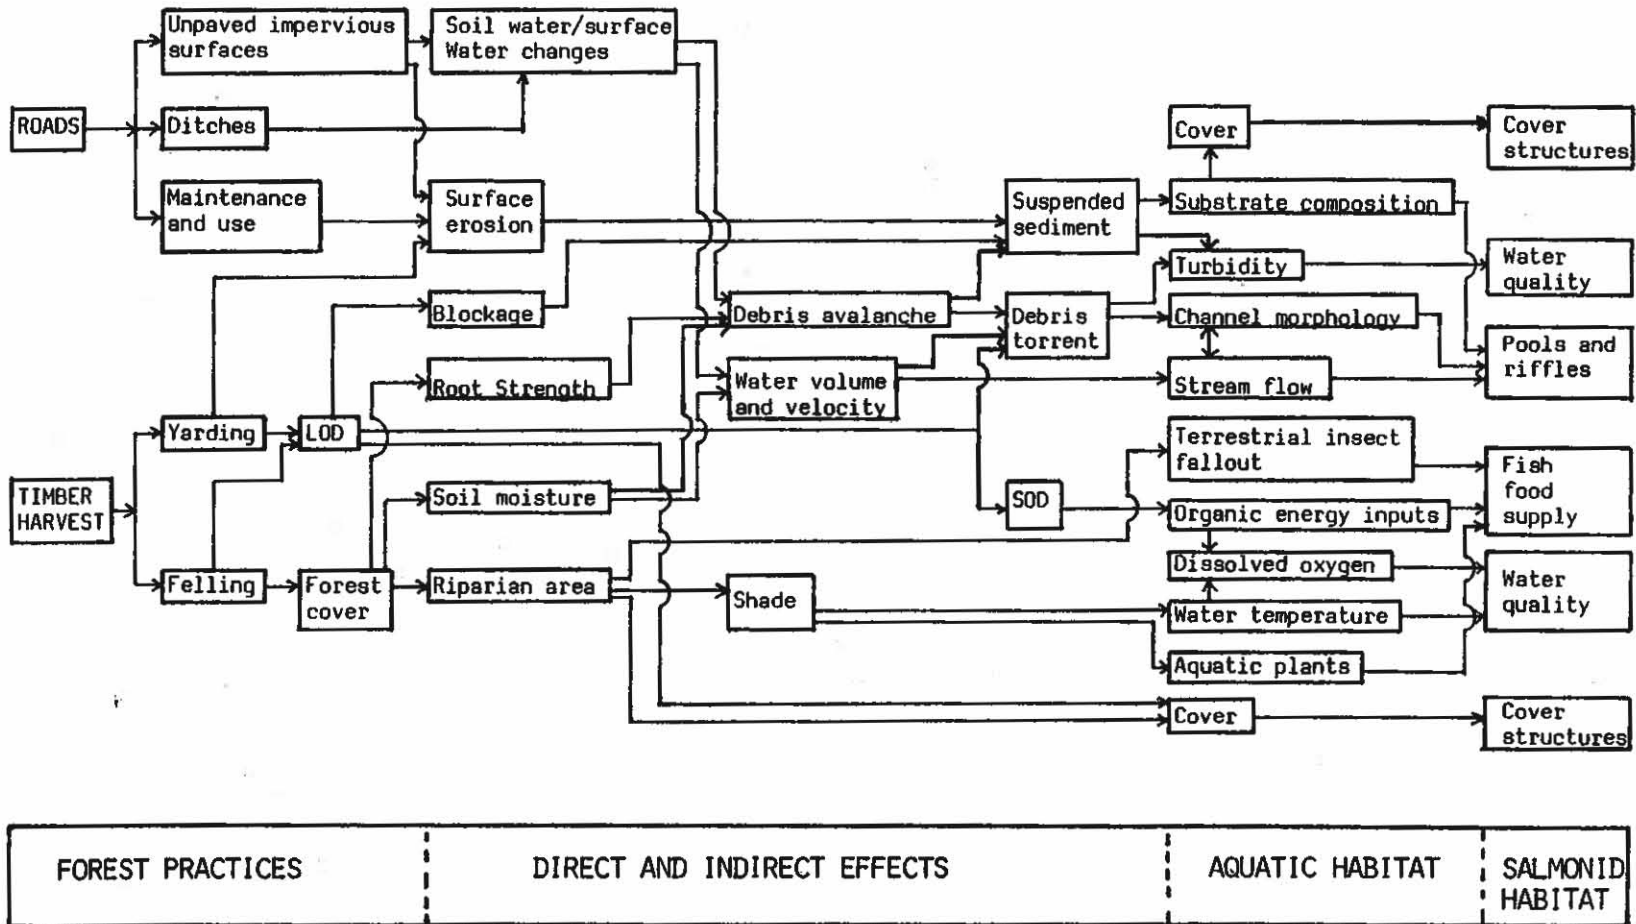 Unpaved impervious
surfaces
Soil water/surface
Water changes
ROADS
Ditches
Cover
Cover
structures
Maintenance
and use
Surface
erosion
Suspended
sediment
Substrate composition
Turbidity
Water
quality
Blockage
Debris avalanche
Debris
torrent
Channel morphology
Pools and
riffles
Root Strength
Water volume
and velocity
Stream flow
Yarding
LOD
Terrestrial insect
fallout
Fish
food
supply
TIMBER
HARVEST
Soil moisture
SOD
Organic energy inputs
Dissolved oxygen
Water
quality
Felling
Forest
cover
Riparian area
Shade
Water temperature
Aquatic plants
Cover
Cover
structures
FOREST PRACTICES
DIRECT AND INDIRECT EFFECTS
AQUATIC HABITAT
SALMONID
HABITAT